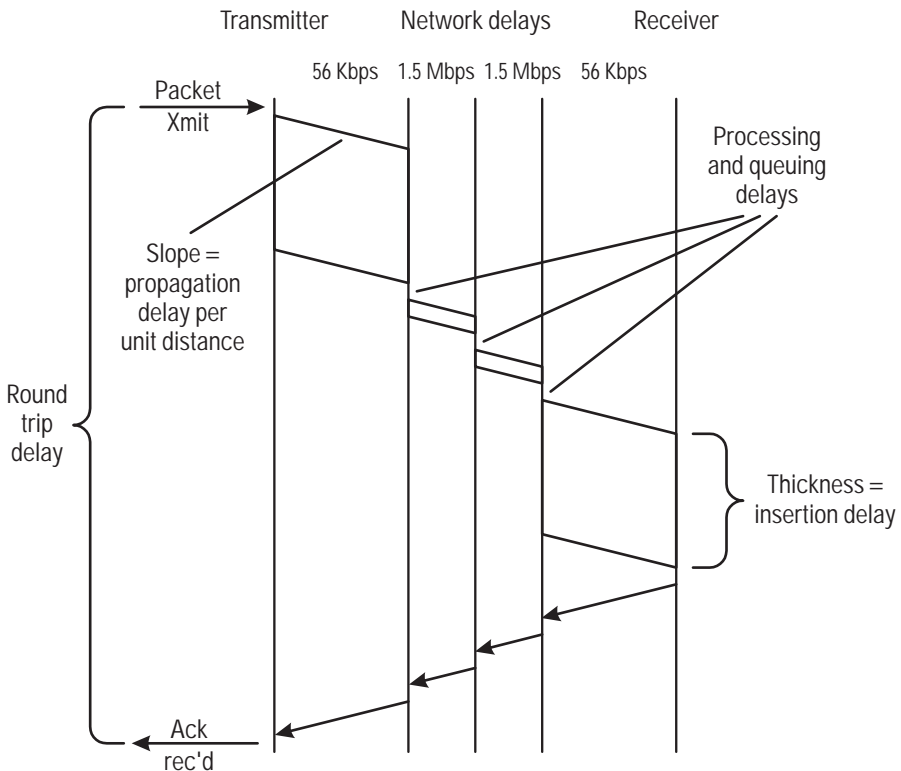 Transmitter Network delays Receiver
56 Kbps 1.5 Mbps 1.5 Mbps 56 Kbps
Packet
Xmit
Processing
and queuing
delays
Slope =
propagation
delay per
unit distance
Round
trip
delay
Thickness =
insertion delay
Ack
rec'd